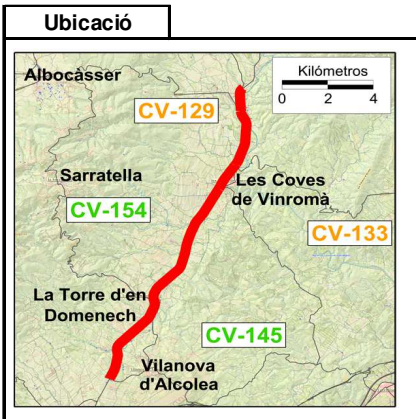 Ubicació
Kilómetros
0 2 4
Albocàsser
CV-129
Sarratella
Les Coves
de Vinromà
CV-154
CV-133
La Torre d'en
Domenech
CV-145
Vilanova
d'Alcolea